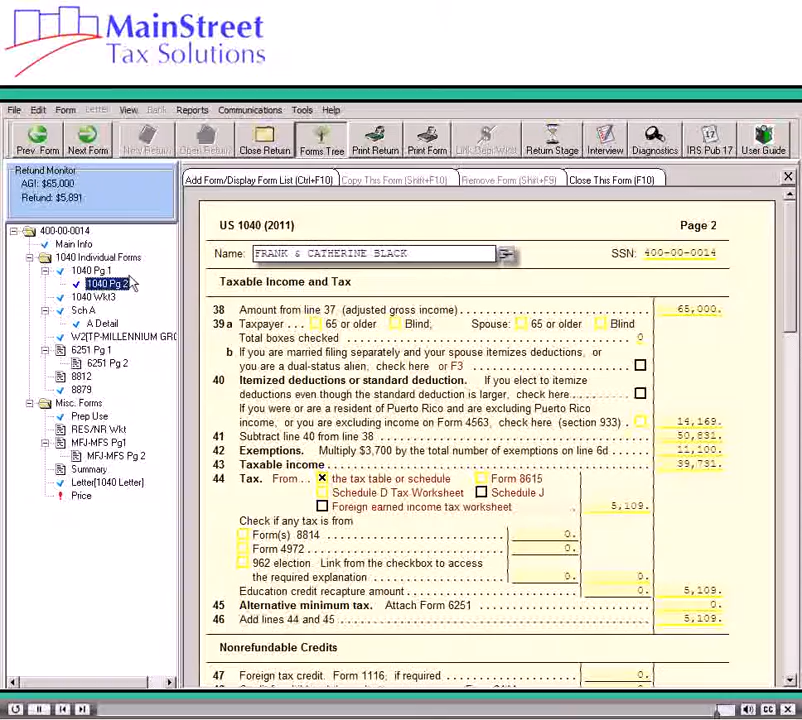 MainStreet
Tax Solutions
File Edit Form Letter View Bank Reports Communications Tools Help
Prev. Form Next Form New Return Open Return Close Return Forms Tree Print Return Print Form Link Dep/Wkst Return Stage Interview Diagnostics IRS Pub 17 User Guide
Refund Monitor
AGI: $65,000
Refund: $5,891
Add Form/Display Form List (Ctrl+F10) Copy This Form (Shift+F10) Remove Form (Shift+F9) Close This Form (F10)
400-00-0014
Main Info
1040 Individual Forms
1040 Pg 1
1040 Pg 2
1040 Wkt3
Sch A
A Detail
W2[TP-MILLENNIUM GRO
6251 Pg 1
6251 Pg 2
8812
8879
Misc. Forms
Prep Use
RES/NR Wkt
MFJ-MFS Pg1
MFJ-MFS Pg 2
Summary
Letter[1040 Letter]
Price
US 1040 (2011) Page 2
Name: FRANK & CATHERINE BLACK SSN: 400-00-0014
Taxable Income and Tax
38 Amount from line 37 (adjusted gross income) 65,000.
39a Taxpayer . . . 65 or older Blind; Spouse: 65 or older Blind
Total boxes checked 0
b If you are married filing separately and your spouse itemizes deductions, or
you are a dual-status alien, check here or F3
40 Itemized deductions or standard deduction. If you elect to itemize
deductions even though the standard deduction is larger, check here
If you were or are a resident of Puerto Rico and are excluding Puerto Rico
income, or you are excluding income on Form 4563, check here (section 933) 14,169.
41 Subtract line 40 from line 38 50,831.
42 Exemptions. Multiply $3,700 by the total number of exemptions on line 6d 11,100.
43 Taxable income 39,731.
44 Tax. From . . X the tax table or schedule Form 8615
Schedule D Tax Worksheet Schedule J
Foreign earned income tax worksheet 5,109.
Check if any tax is from
Form(s) 8814 0.
Form 4972 0.
962 election. Link from the checkbox to access
the required explanation 0. 0.
Education credit recapture amount 0. 5,109.
45 Alternative minimum tax. Attach Form 6251 0.
46 Add lines 44 and 45 5,109.
Nonrefundable Credits
47 Foreign tax credit. Form 1116; if required 0.
CC